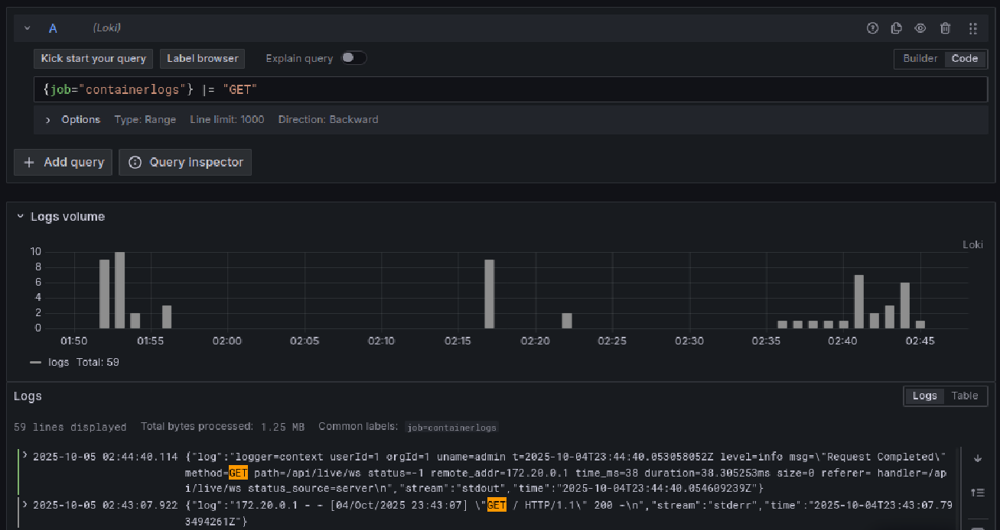 A (Loki)
Kick start your query Label browser Explain query Builder Code
{job="containerlogs"} |= "GET"
Options Type: Range Line limit: 1000 Direction: Backward
+ Add query Query inspector
Logs volume
Loki
10
8
6
4
2
0
01:50 01:55 02:00 02:05 02:10 02:15 02:20 02:25 02:30 02:35 02:40 02:45
logs Total: 59
Logs Logs Table
59 lines displayed Total bytes processed: 1.25 MB Common labels: job=containerlogs
2025-10-05 02:44:40.114 {"log":"logger=context userId=1 orgId=1 uname=admin t=2025-10-04T23:44:40.053058052Z level=info msg=\"Request Completed\"
method=GET path=/api/live/ws status=-1 remote_addr=172.20.0.1 time_ms=38 duration=38.305253ms size=0 referer= handler=/ap
i/live/ws status_source=server\n","stream":"stdout","time":"2025-10-04T23:44:40.054609239Z"}
2025-10-05 02:43:07.922 {"log":"172.20.0.1 - - [04/Oct/2025 23:43:07] \"GET / HTTP/1.1\" 200 -\n","stream":"stderr","time":"2025-10-04T23:43:07.79
3494261Z"}